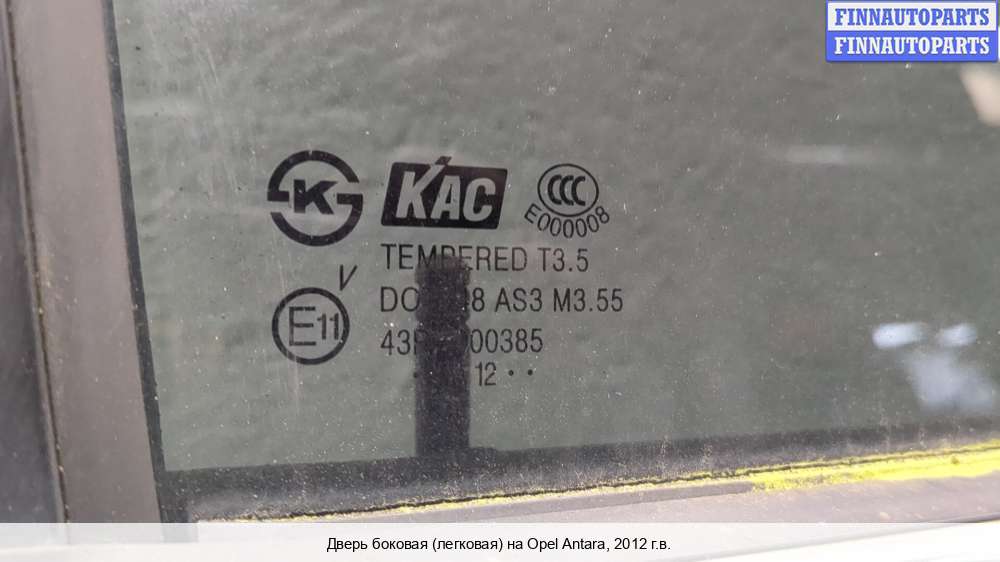 FINNAUTOPARTS
FINNAUTOPARTS
K
KAC
CCC
E000008
TEMPERED T3.5
V
AS3 M3.55
E11
12 · ·
Дверь боковая (легковая) на Opel Antara, 2012 г.в.